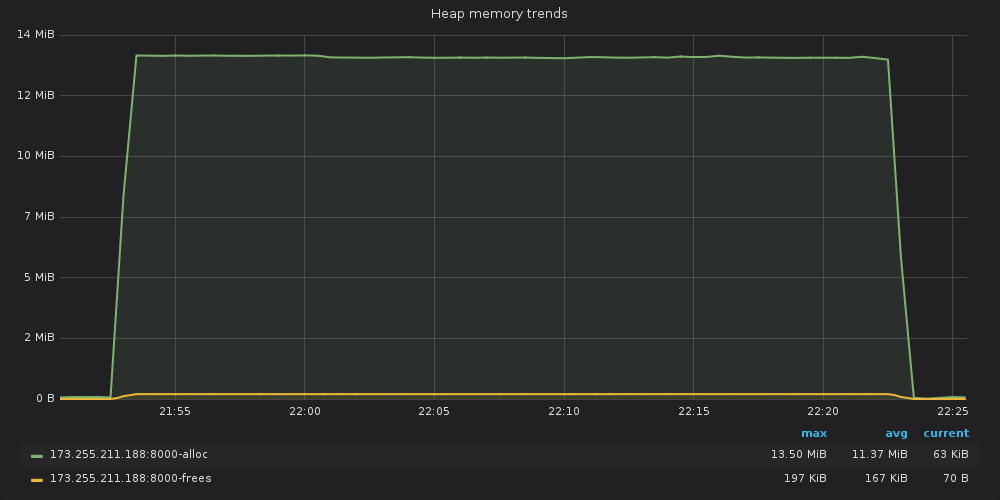 Heap memory trends
14 MiB
12 MiB
10 MiB
7 MiB
5 MiB
2 MiB
0 B
21:55 22:00 22:05 22:10 22:15 22:20 22:25
max avg current
173.255.211.188:8000-alloc 13.50 MiB 11.37 MiB 63 KiB
173.255.211.188:8000-frees 197 KiB 167 KiB 70 B